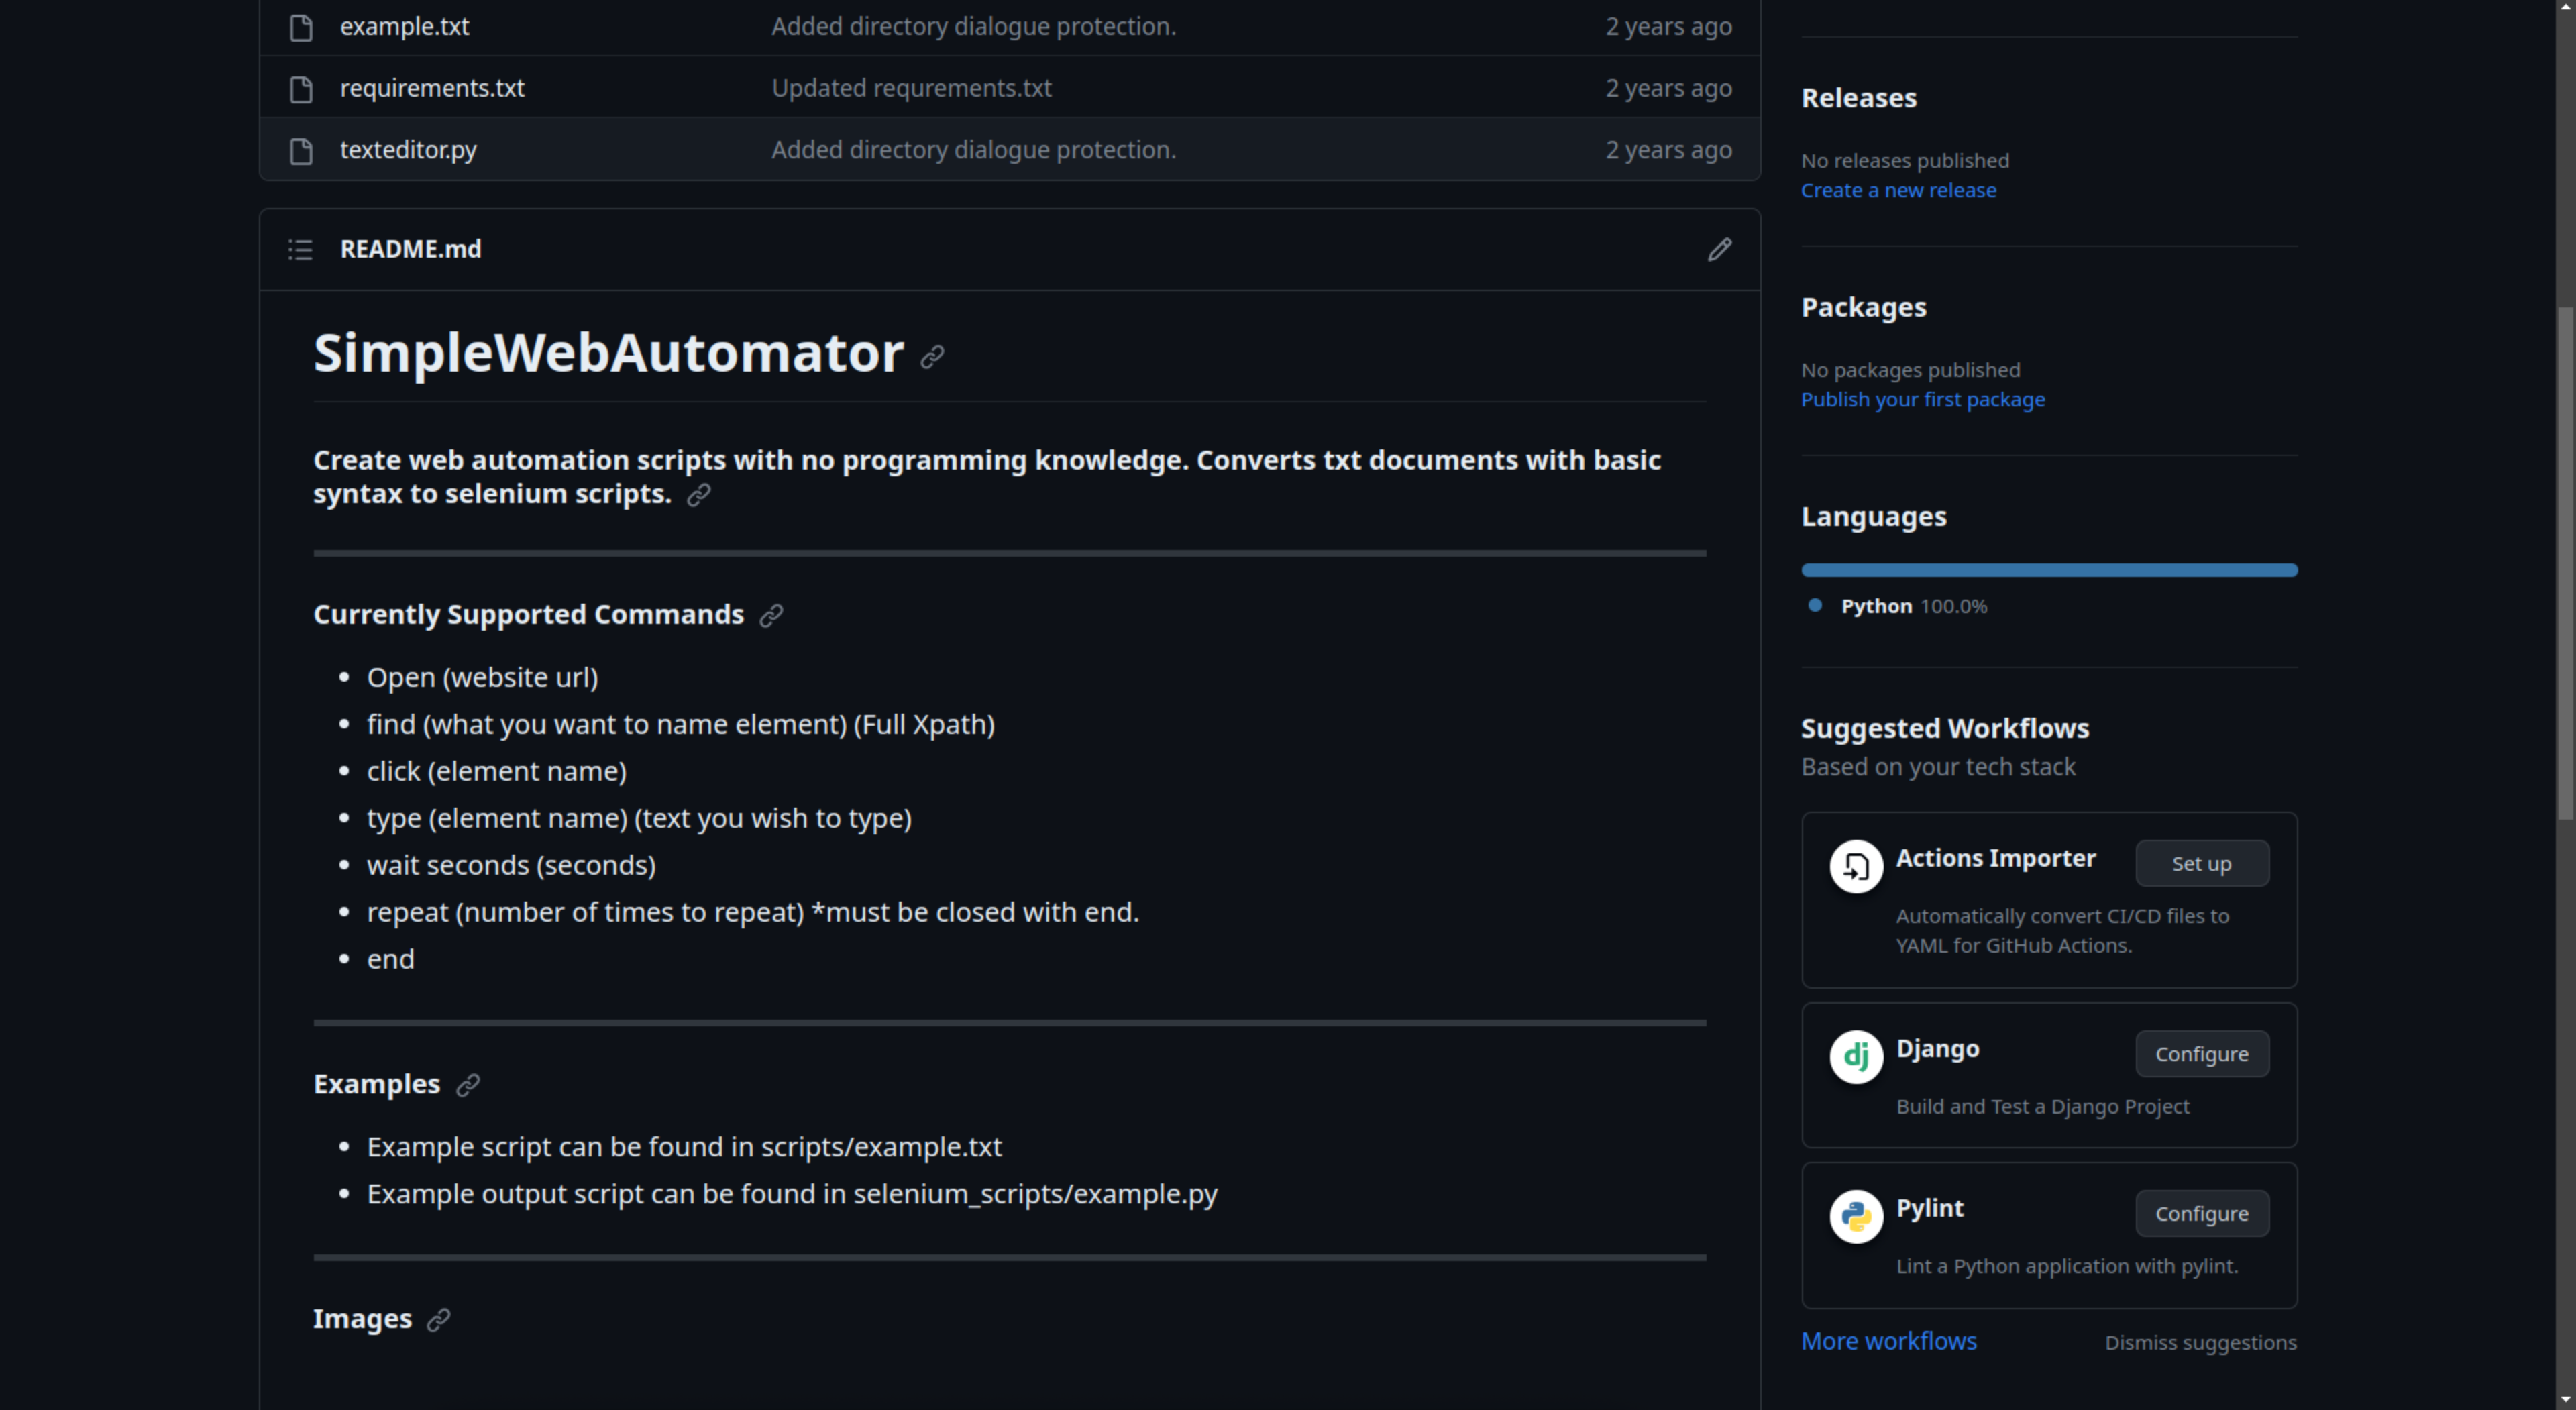 example.txt Added directory dialogue protection. 2 years ago
requirements.txt Updated requrements.txt 2 years ago
texteditor.py Added directory dialogue protection. 2 years ago
README.md
SimpleWebAutomator
Create web automation scripts with no programming knowledge. Converts txt documents with basic
syntax to selenium scripts.
Currently Supported Commands
• Open (website url)
• find (what you want to name element) (Full Xpath)
• click (element name)
• type (element name) (text you wish to type)
• wait seconds (seconds)
• repeat (number of times to repeat) *must be closed with end.
• end
Examples
• Example script can be found in scripts/example.txt
• Example output script can be found in selenium_scripts/example.py
Images
Releases
No releases published
Create a new release
Packages
No packages published
Publish your first package
Languages
Python 100.0%
Suggested Workflows
Based on your tech stack
Actions Importer Set up
Automatically convert CI/CD files to
YAML for GitHub Actions.
dj Django Configure
Build and Test a Django Project
Pylint Configure
Lint a Python application with pylint.
More workflows Dismiss suggestions